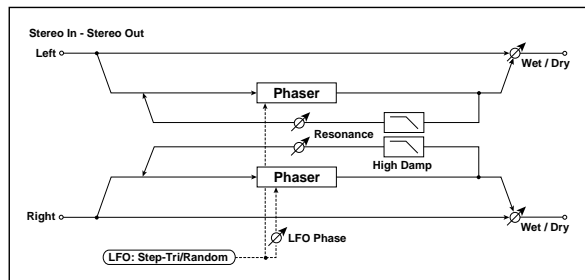 Stereo In - Stereo Out
Left
Wet / Dry
Phaser
Resonance
High Damp
Phaser
Right
Wet / Dry
LFO Phase
LFO: Step-Tri/Random